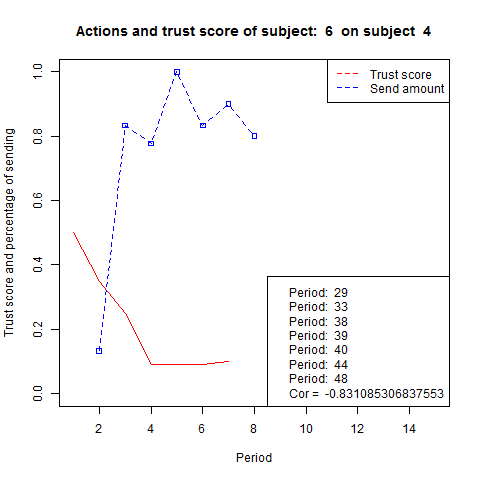 Actions and trust score of subject:  6  on subject  4
Trust score and percentage of sending
1.0
0.8
0.6
0.4
0.2
0.0
Trust score
Send amount
Period:  29
Period:  33
Period:  38
Period:  39
Period:  40
Period:  44
Period:  48
Cor =  -0.831085306837553
2 4 6 8 10 12 14
Period